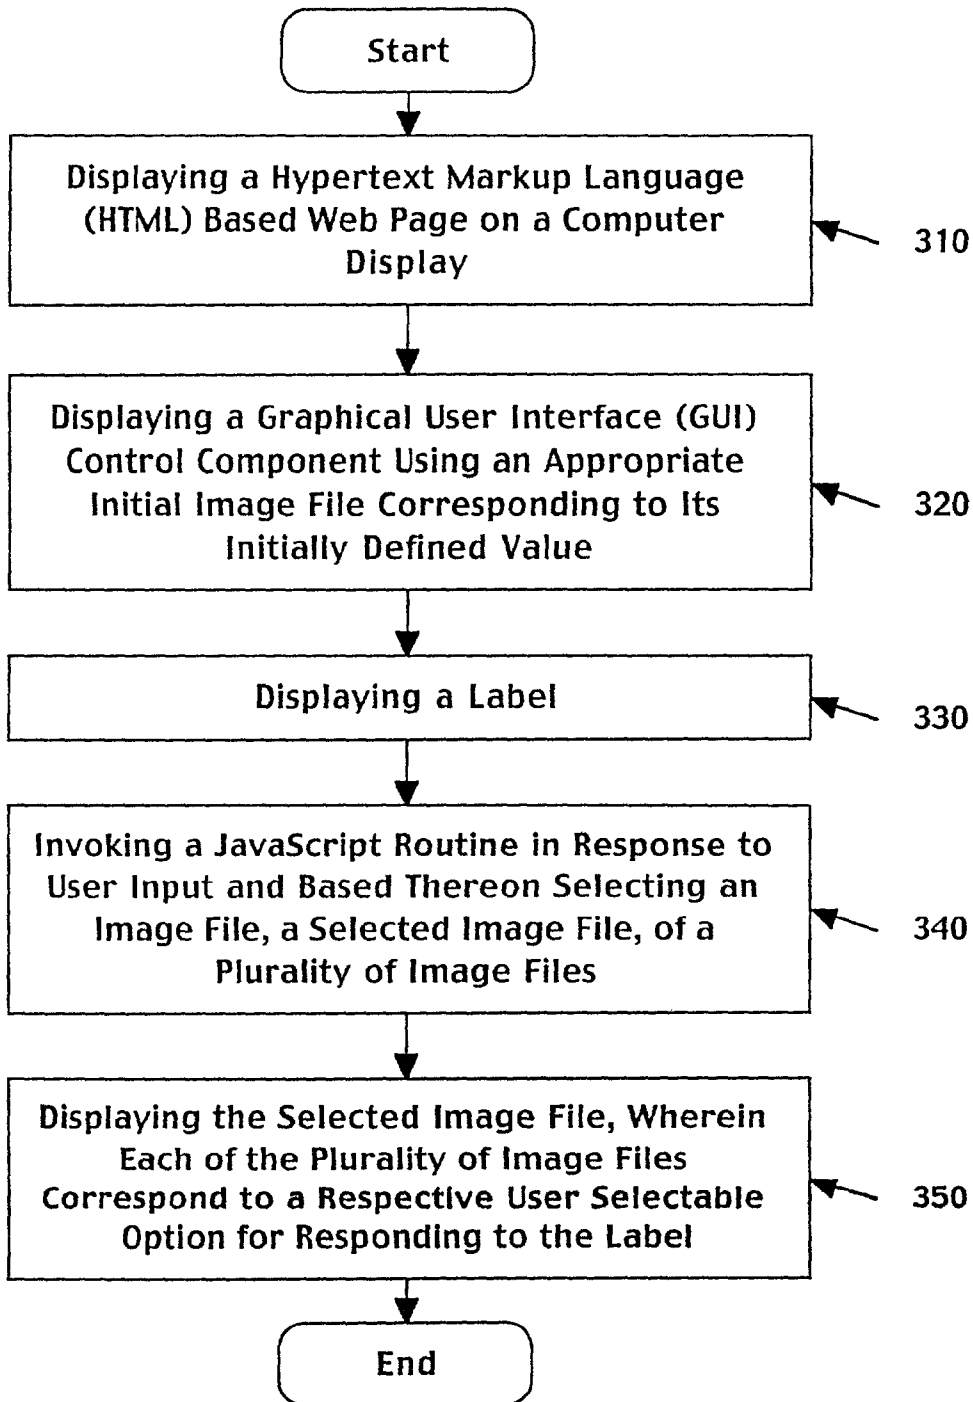 Start
Displaying a Hypertext Markup Language
(HTML) Based Web Page on a Computer
Display
310
Displaying a Graphical User Interface (GUI)
Control Component Using an Appropriate
Initial Image File Corresponding to Its
Initially Defined Value
320
Displaying a Label
330
Invoking a JavaScript Routine in Response to
User Input and Based Thereon Selecting an
Image File, a Selected Image File, of a
Plurality of Image Files
340
Displaying the Selected Image File, Wherein
Each of the Plurality of Image Files
Correspond to a Respective User Selectable
Option for Responding to the Label
350
End